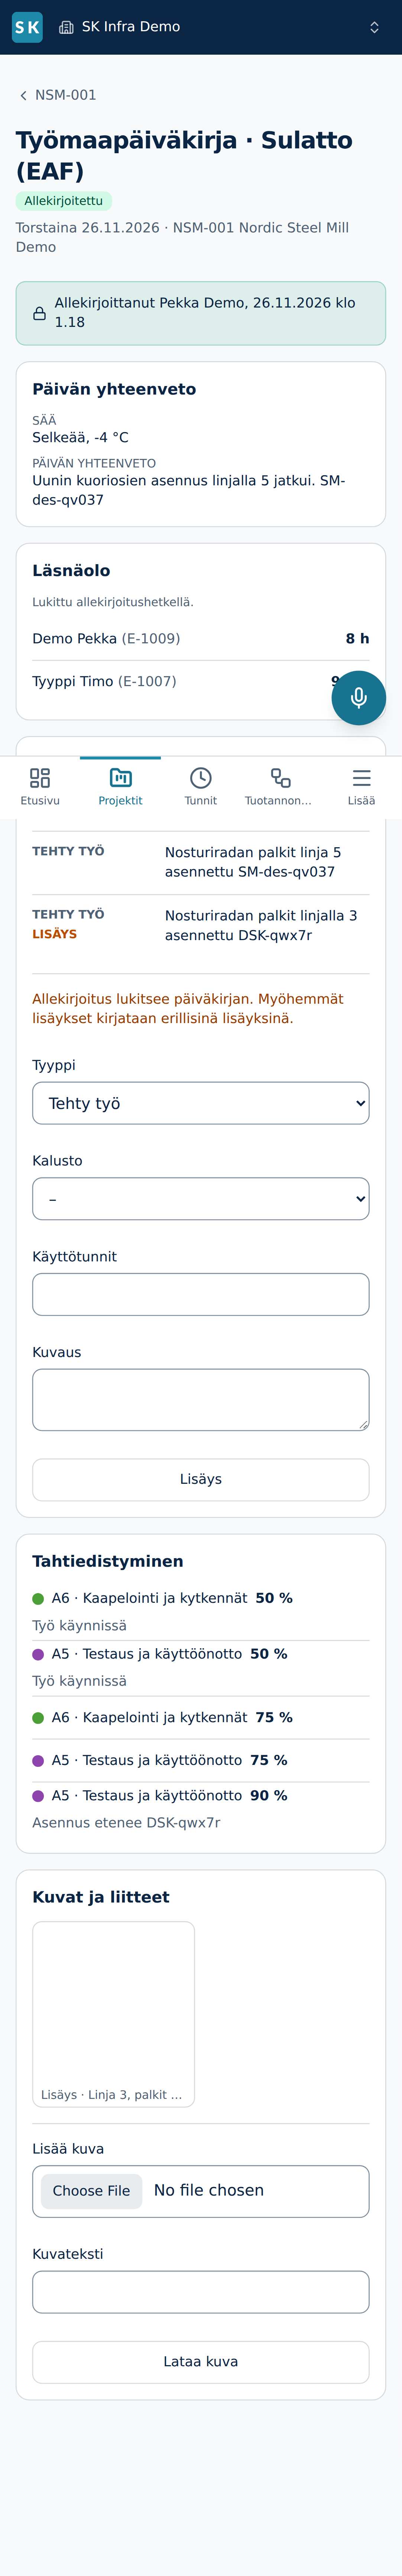 SK
SK Infra Demo
NSM-001
Työmaapäiväkirja · Sulatto
(EAF)
Allekirjoitettu
Torstaina 26.11.2026 · NSM-001 Nordic Steel Mill
Demo
Allekirjoittanut Pekka Demo, 26.11.2026 klo
1.18
Päivän yhteenveto
SÄÄ
Selkeää, -4 °C
PÄIVÄN YHTEENVETO
Uunin kuoriosien asennus linjalla 5 jatkui. SM-
des-qv037
Läsnäolo
Lukittu allekirjoitushetkellä.
Demo Pekka (E-1009) 8 h
Tyyppi Timo (E-1007)
Etusivu
Projektit
Tunnit
Tuotannon…
Lisää
TEHTY TYÖ
Nosturiradan palkit linja 5
asennettu SM-des-qv037
TEHTY TYÖ
LISÄYS
Nosturiradan palkit linjalla 3
asennettu DSK-qwx7r
Allekirjoitus lukitsee päiväkirjan. Myöhemmät
lisäykset kirjataan erillisinä lisäyksinä.
Tyyppi
Tehty työ
Kalusto
–
Käyttötunnit
Kuvaus
Lisäys
Tahtiedistyminen
A6 · Kaapelointi ja kytkennät 50 %
Työ käynnissä
A5 · Testaus ja käyttöönotto 50 %
Työ käynnissä
A6 · Kaapelointi ja kytkennät 75 %
A5 · Testaus ja käyttöönotto 75 %
A5 · Testaus ja käyttöönotto 90 %
Asennus etenee DSK-qwx7r
Kuvat ja liitteet
Lisäys · Linja 3, palkit …
Lisää kuva
Choose File No file chosen
Kuvateksti
Lataa kuva